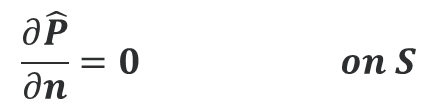 ∂P̂/∂n = 0 on S